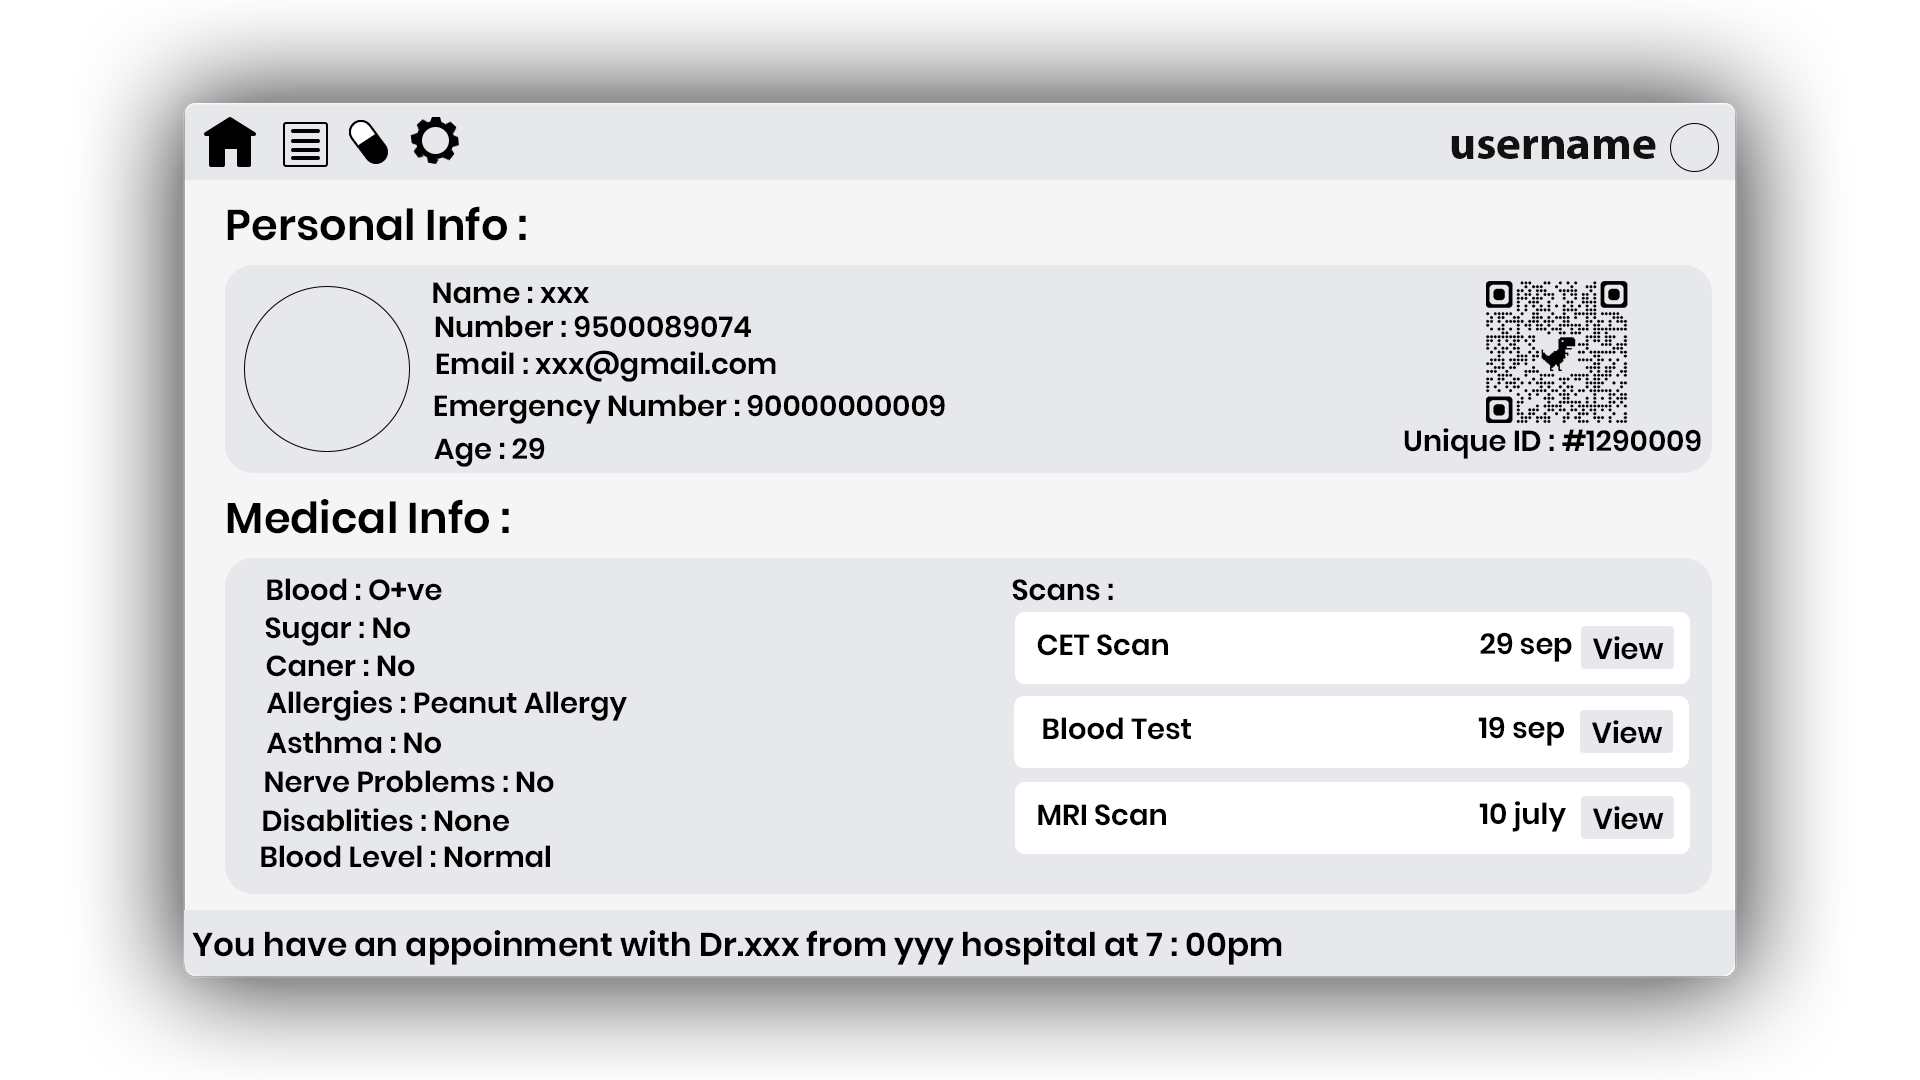 username
Personal Info :
Name : xxx
Number : 9500089074
Email : xxx@gmail.com
Emergency Number : 90000000009
Age : 29
Unique ID : #1290009
Medical Info :
Blood : O+ve
Sugar : No
Caner : No
Allergies : Peanut Allergy
Asthma : No
Nerve Problems : No
Disablities : None
Blood Level : Normal
Scans :
CET Scan 29 sep View
Blood Test 19 sep View
MRI Scan 10 july View
You have an appoinment with Dr.xxx from yyy hospital at 7 : 00pm